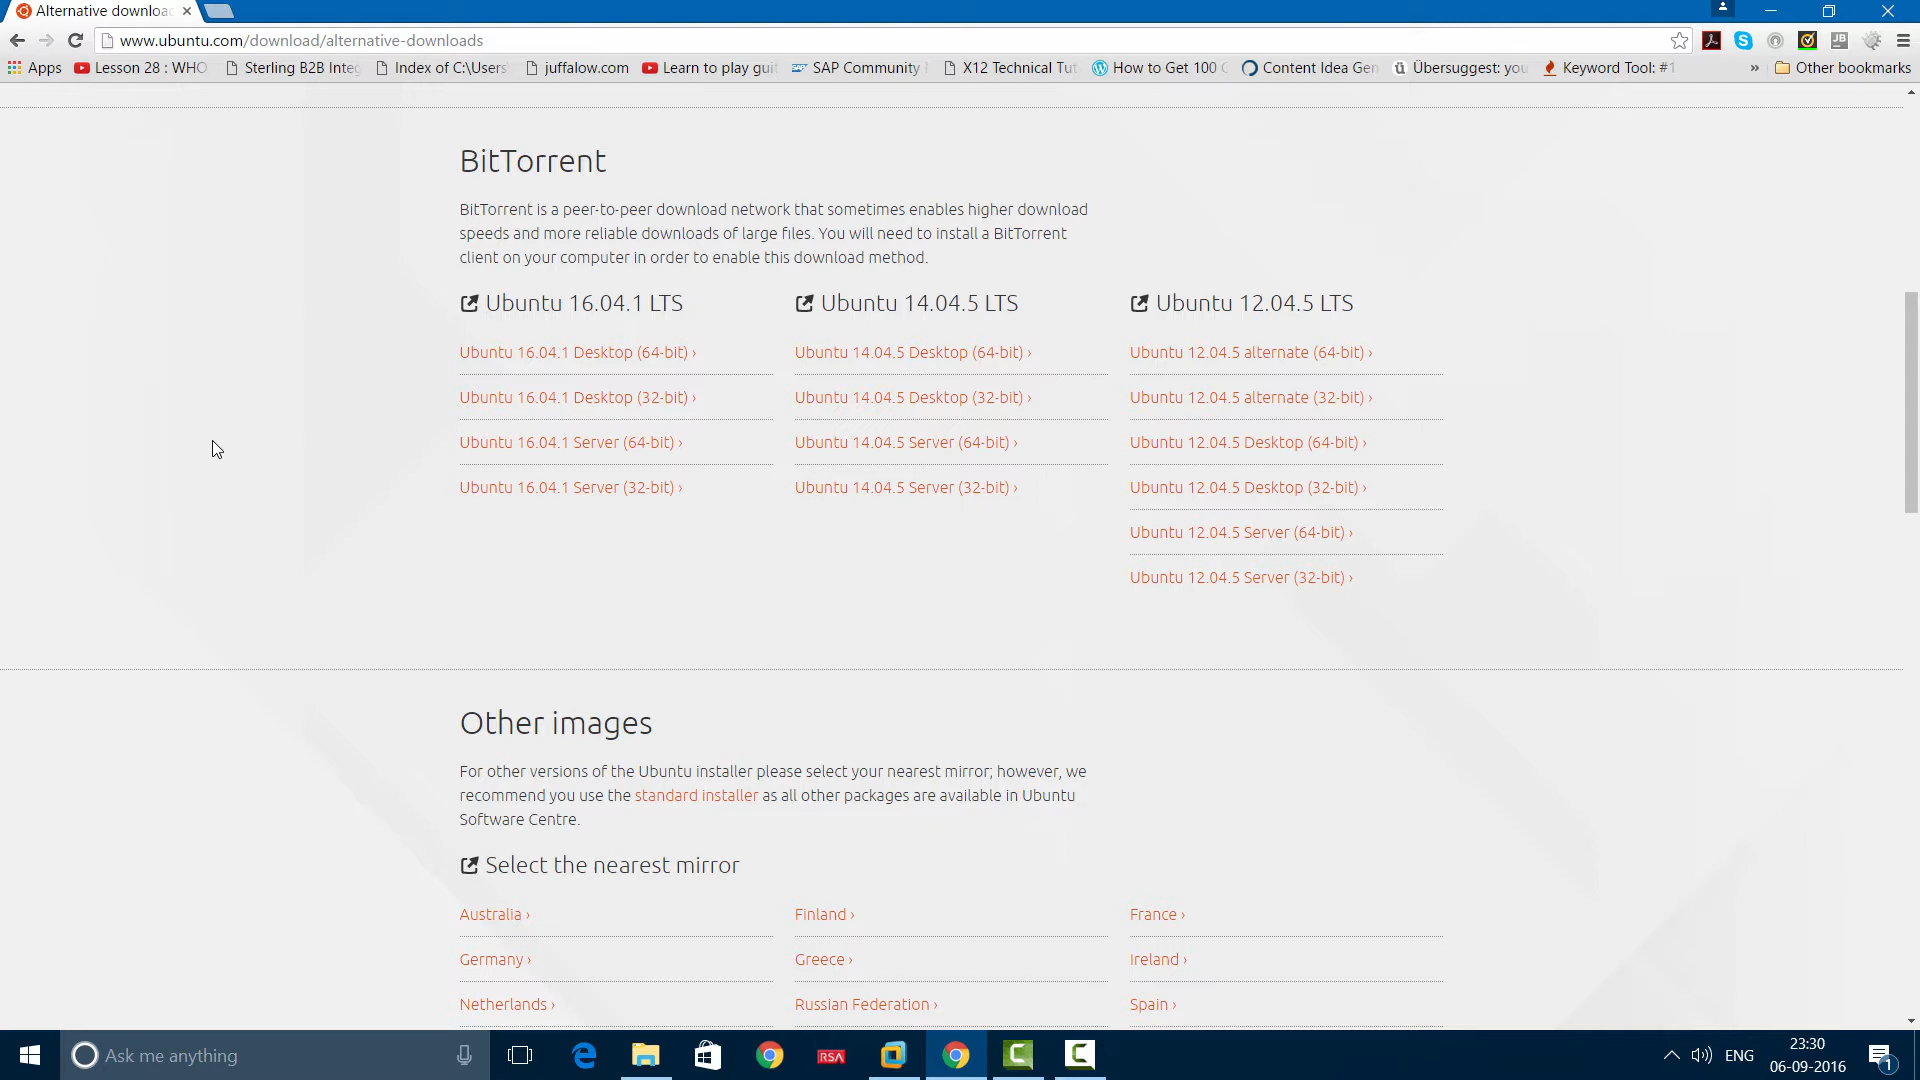 Alternative downloa
www.ubuntu.com/download/alternative-downloads
Apps
Lesson 28 : WHO
Sterling B2B Inte
Index of C:\Users
juffalow.com
Learn to play gui
SAP Community
X12 Technical Tu
How to Get 100
Content Idea Gen
Übersuggest: you
Keyword Tool: #1
»
Other bookmarks
BitTorrent
BitTorrent is a peer-to-peer download network that sometimes enables higher download
speeds and more reliable downloads of large files. You will need to install a BitTorrent
client on your computer in order to enable this download method.
Ubuntu 16.04.1 LTS
Ubuntu 16.04.1 Desktop (64-bit) ›
Ubuntu 16.04.1 Desktop (32-bit) ›
Ubuntu 16.04.1 Server (64-bit) ›
Ubuntu 16.04.1 Server (32-bit) ›
Ubuntu 14.04.5 LTS
Ubuntu 14.04.5 Desktop (64-bit) ›
Ubuntu 14.04.5 Desktop (32-bit) ›
Ubuntu 14.04.5 Server (64-bit) ›
Ubuntu 14.04.5 Server (32-bit) ›
Ubuntu 12.04.5 LTS
Ubuntu 12.04.5 alternate (64-bit) ›
Ubuntu 12.04.5 alternate (32-bit) ›
Ubuntu 12.04.5 Desktop (64-bit) ›
Ubuntu 12.04.5 Desktop (32-bit) ›
Ubuntu 12.04.5 Server (64-bit) ›
Ubuntu 12.04.5 Server (32-bit) ›
Other images
For other versions of the Ubuntu installer please select your nearest mirror; however, we
recommend you use the standard installer as all other packages are available in Ubuntu
Software Centre.
Select the nearest mirror
Australia ›
Finland ›
France ›
Germany ›
Greece ›
Ireland ›
Netherlands ›
Russian Federation ›
Spain ›
Ask me anything
RSA
ENG
23:30
06-09-2016
1